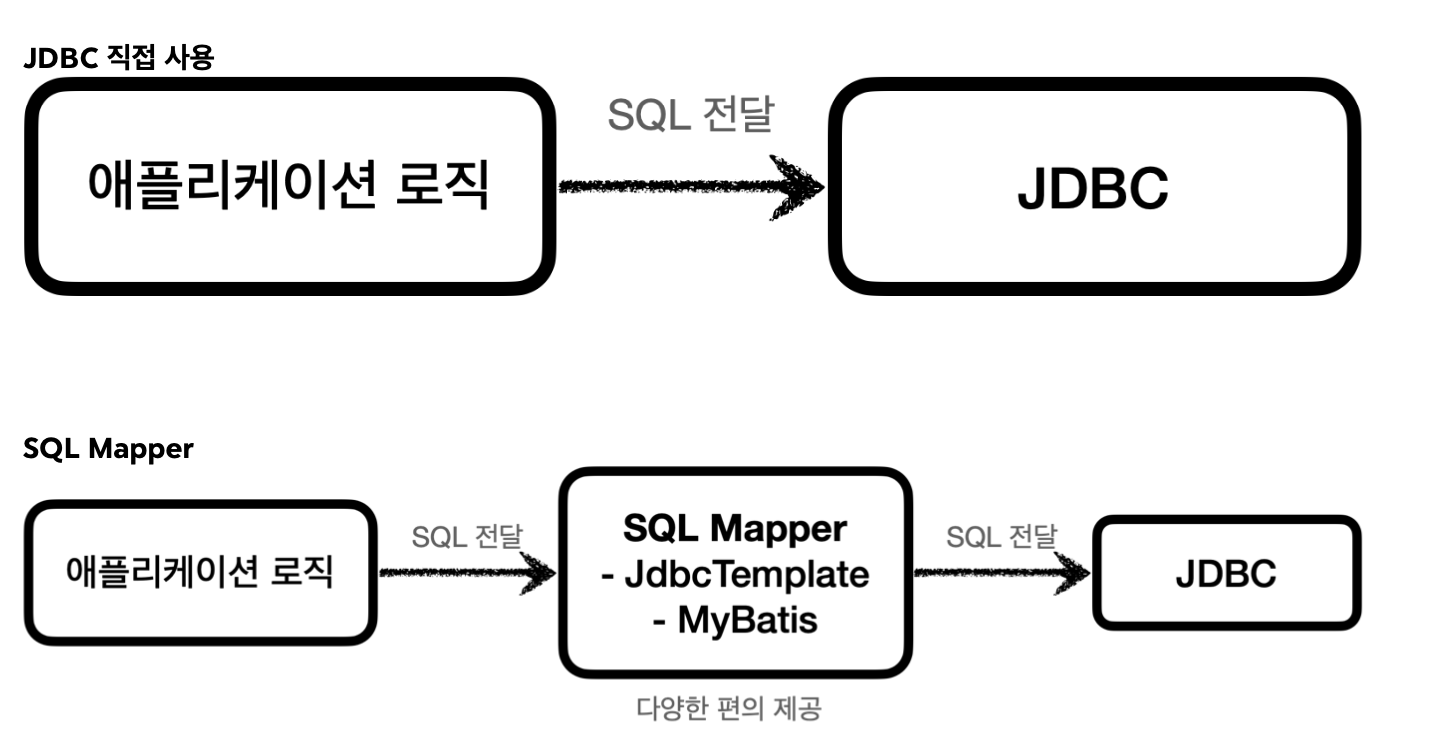 JDBC 직접 사용
애플리케이션 로직
SQL 전달
JDBC
SQL Mapper
애플리케이션 로직
SQL 전달
SQL Mapper
- JdbcTemplate
- MyBatis
SQL 전달
JDBC
다양한 편의 제공